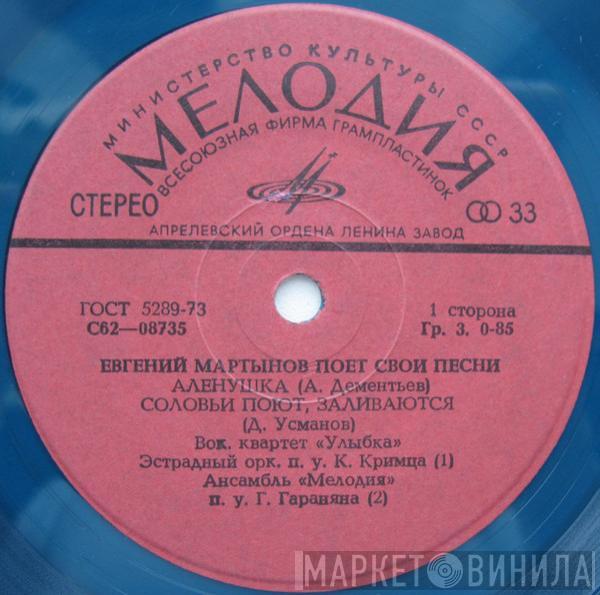 МИНИСТЕРСТВО КУЛЬТУРЫ СССР
МЕЛОДИЯ
ВСЕСОЮЗНАЯ ФИРМА ГРАМПЛАСТИНОК
СТЕРЕО
33
АПРЕЛЕВСКИЙ ОРДЕНА ЛЕНИНА ЗАВОД
ГОСТ 5289-73
С62—08735
1 сторона
Гр. 3. 0-85
ЕВГЕНИЙ МАРТЫНОВ ПОЕТ СВОИ ПЕСНИ
АЛЕНУШКА (А. Дементьев)
СОЛОВЬИ ПОЮТ, ЗАЛИВАЮТСЯ
(Д. Усманов)
Вок. квартет «Улыбка»
Эстрадный орк. п. у. К. Кримца (1)
Ансамбль «Мелодия»
п. у. Г. Гараняна (2)
МАРКЕТ ВИНИЛА